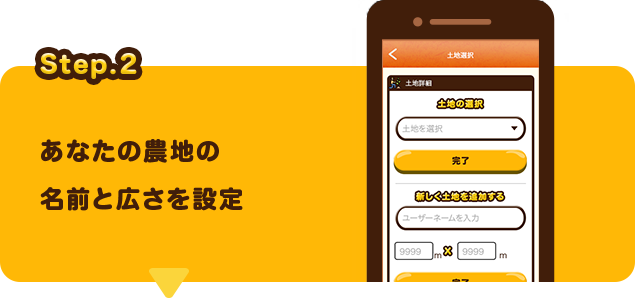 Step.2
あなたの農地の
名前と広さを設定
土地選択
土地詳細
土地の選択
土地を選択
完了
新しく土地を追加する
ユーザーネームを入力
9999 m × 9999 m
完了